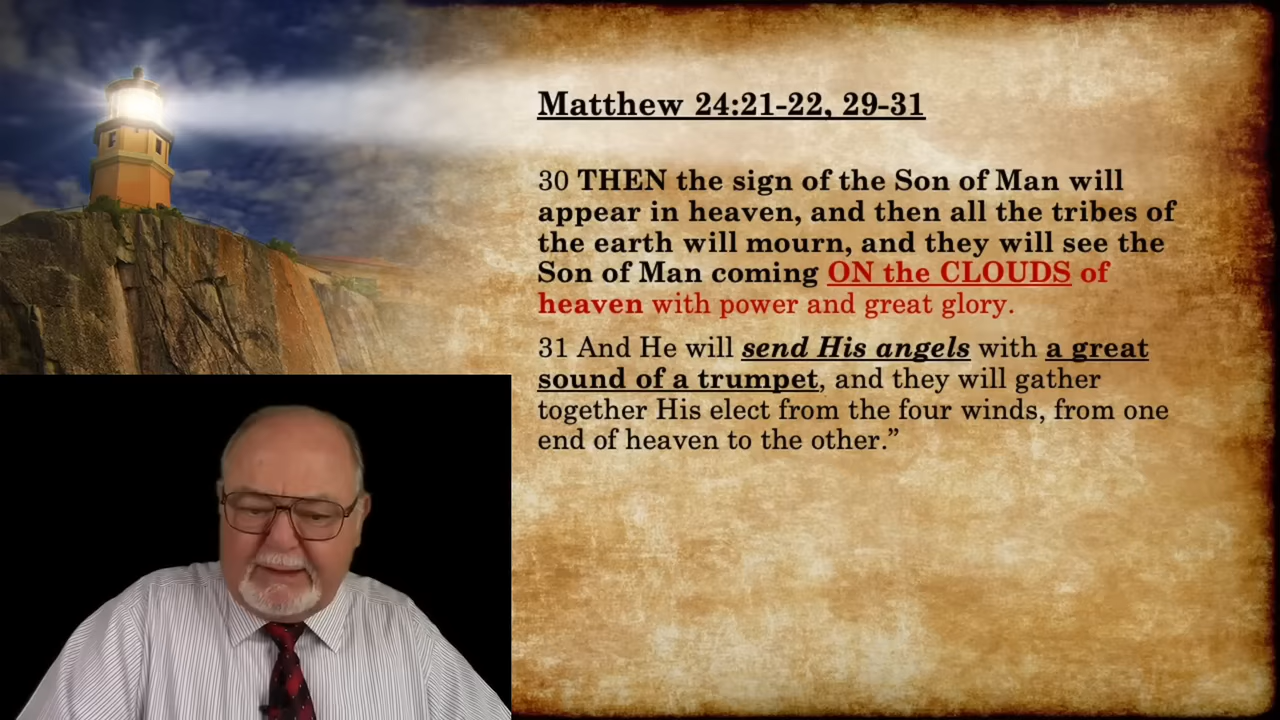 Matthew 24:21-22, 29-31
30 THEN the sign of the Son of Man will
appear in heaven, and then all the tribes of
the earth will mourn, and they will see the
Son of Man coming ON the CLOUDS of
heaven with power and great glory.
31 And He will send His angels with a great
sound of a trumpet, and they will gather
together His elect from the four winds, from one
end of heaven to the other.”